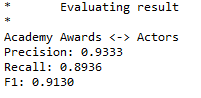 *       Evaluating result
*
Academy Awards <-> Actors
Precision: 0.9333
Recall: 0.8936
F1: 0.9130